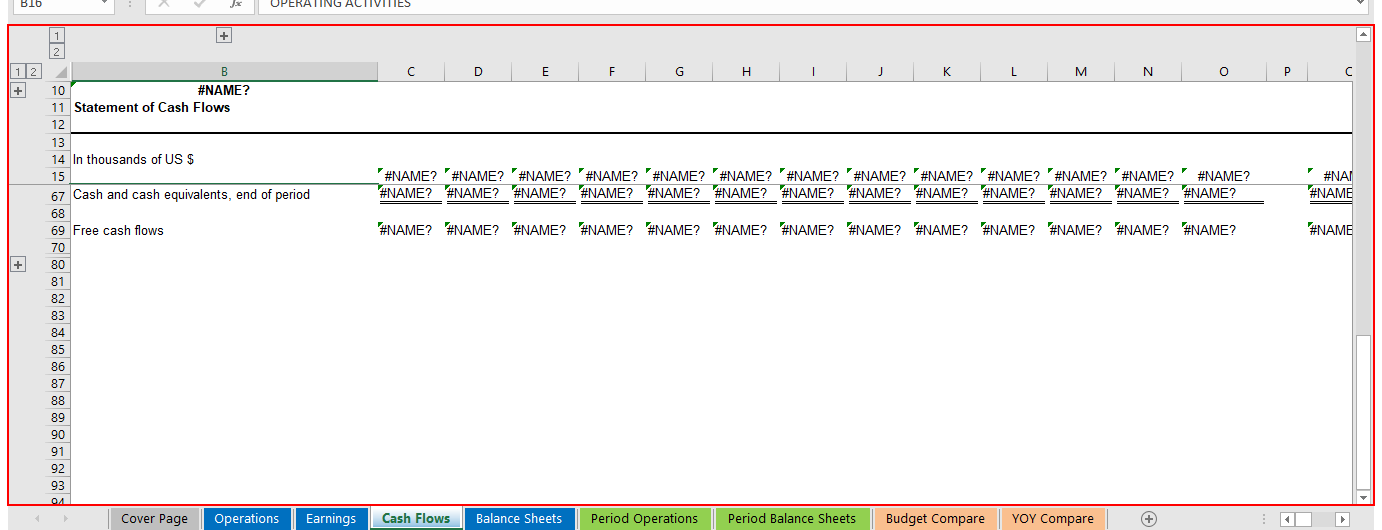 B16 fx OPERATING ACTIVITIES
1
2
1 2 B C D E F G H I J K L M N O P
10 #NAME?
11 Statement of Cash Flows
12
13
14 In thousands of US $
15 #NAME? #NAME? #NAME? #NAME? #NAME? #NAME? #NAME? #NAME? #NAME? #NAME? #NAME? #NAME? #NAME?
67 Cash and cash equivalents, end of period #NAME? #NAME? #NAME? #NAME? #NAME? #NAME? #NAME? #NAME? #NAME? #NAME? #NAME? #NAME? #NAME? #NAME
68
69 Free cash flows #NAME? #NAME? #NAME? #NAME? #NAME? #NAME? #NAME? #NAME? #NAME? #NAME? #NAME? #NAME? #NAME? #NAME
70
80
81
82
83
84
85
86
87
88
89
90
91
92
93
94
Cover Page Operations Earnings Cash Flows Balance Sheets Period Operations Period Balance Sheets Budget Compare YOY Compare